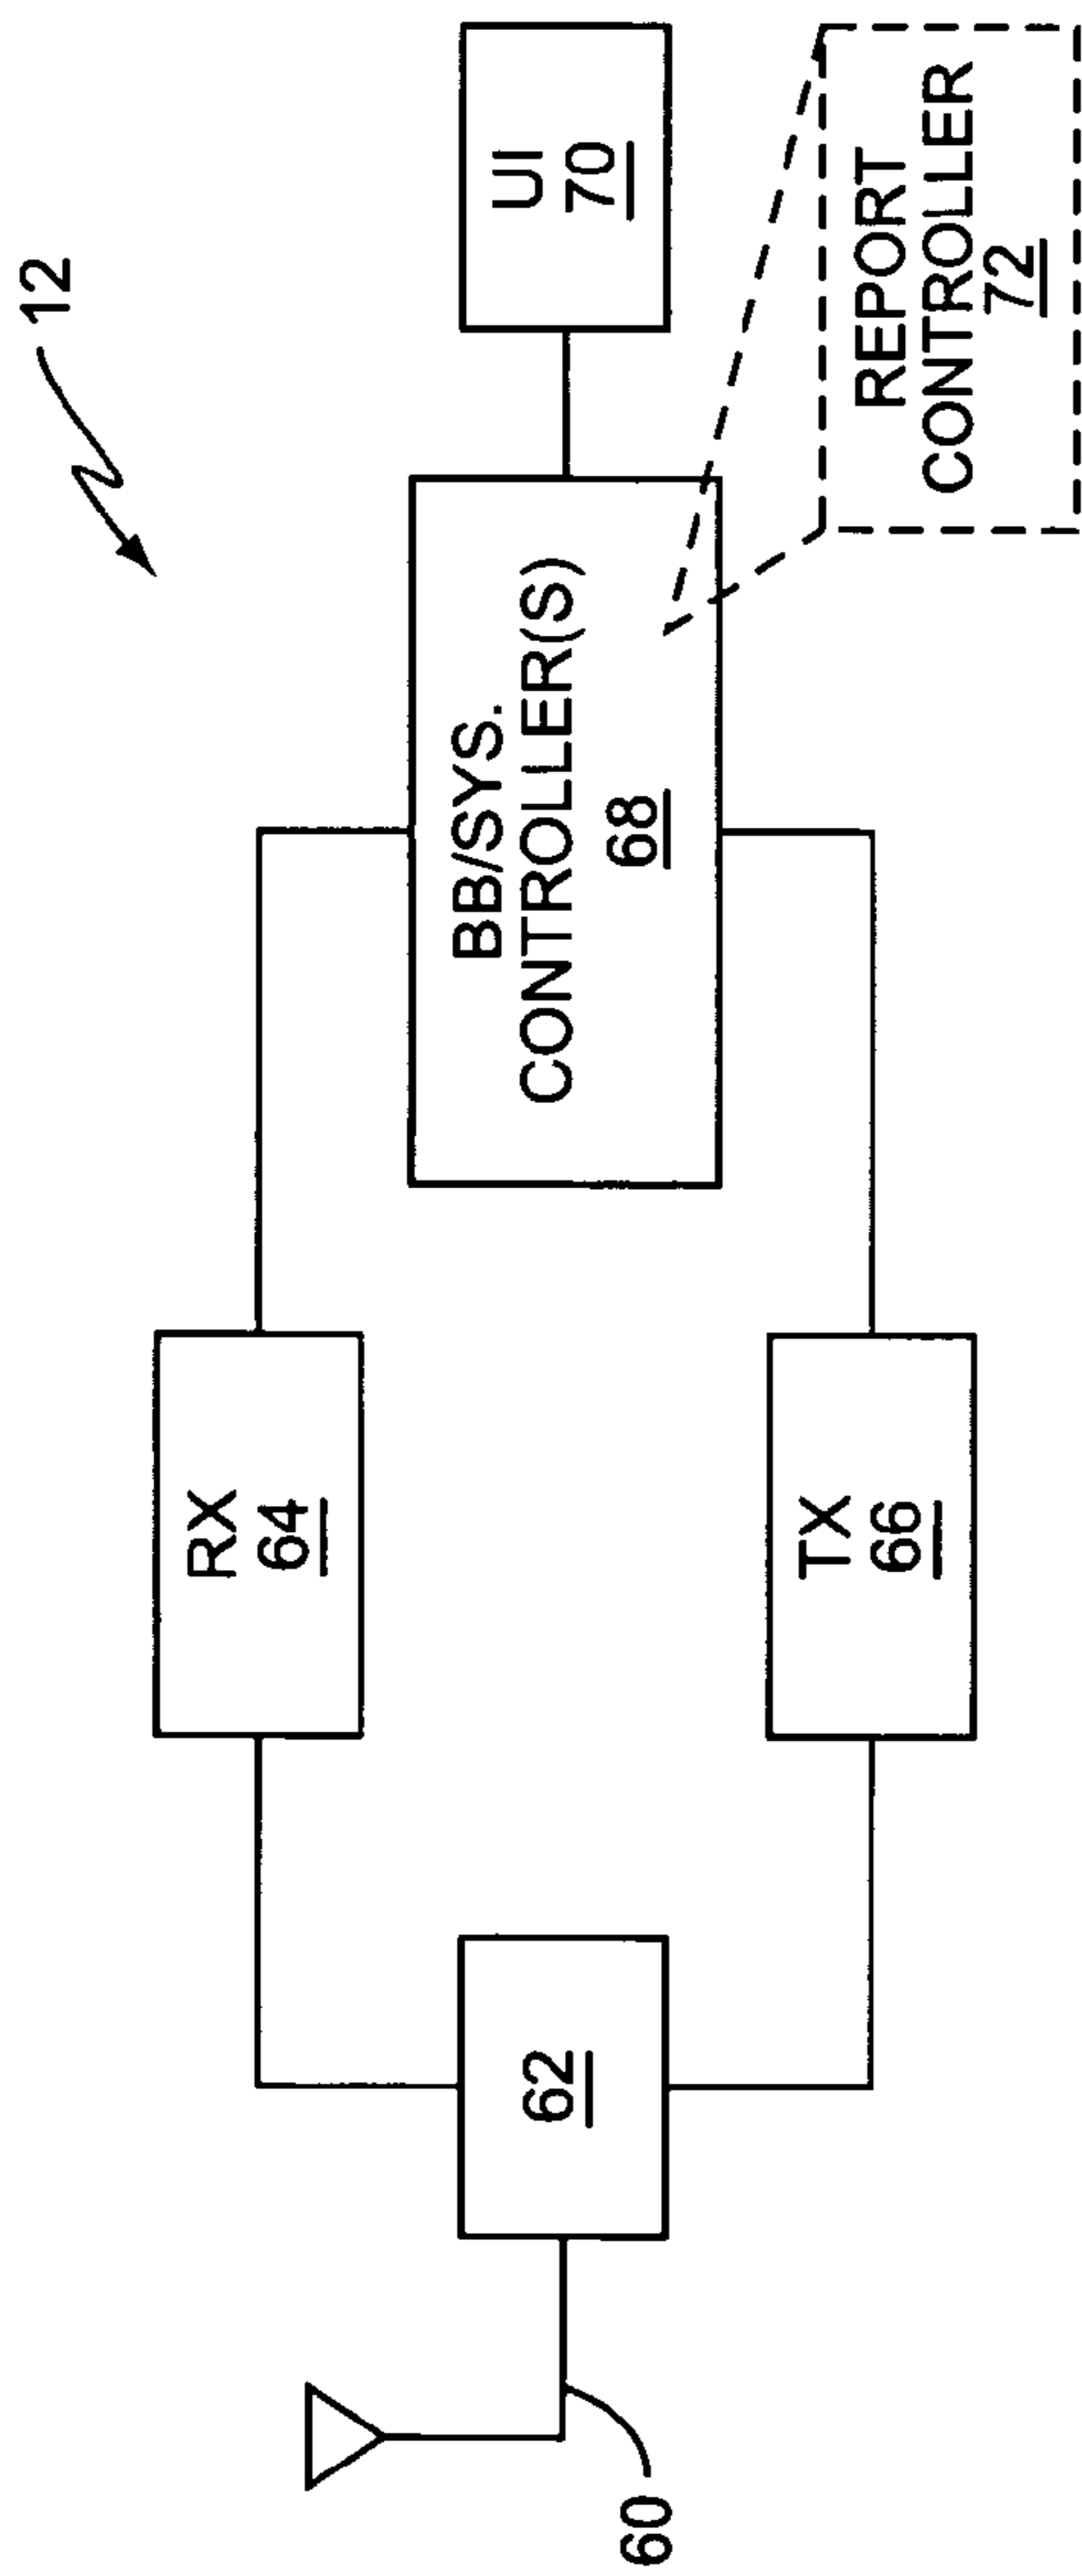 12
RX
64
BB/SYS.
CONTROLLER(S)
68
UI
70
62
60
TX
66
REPORT
CONTROLLER
72